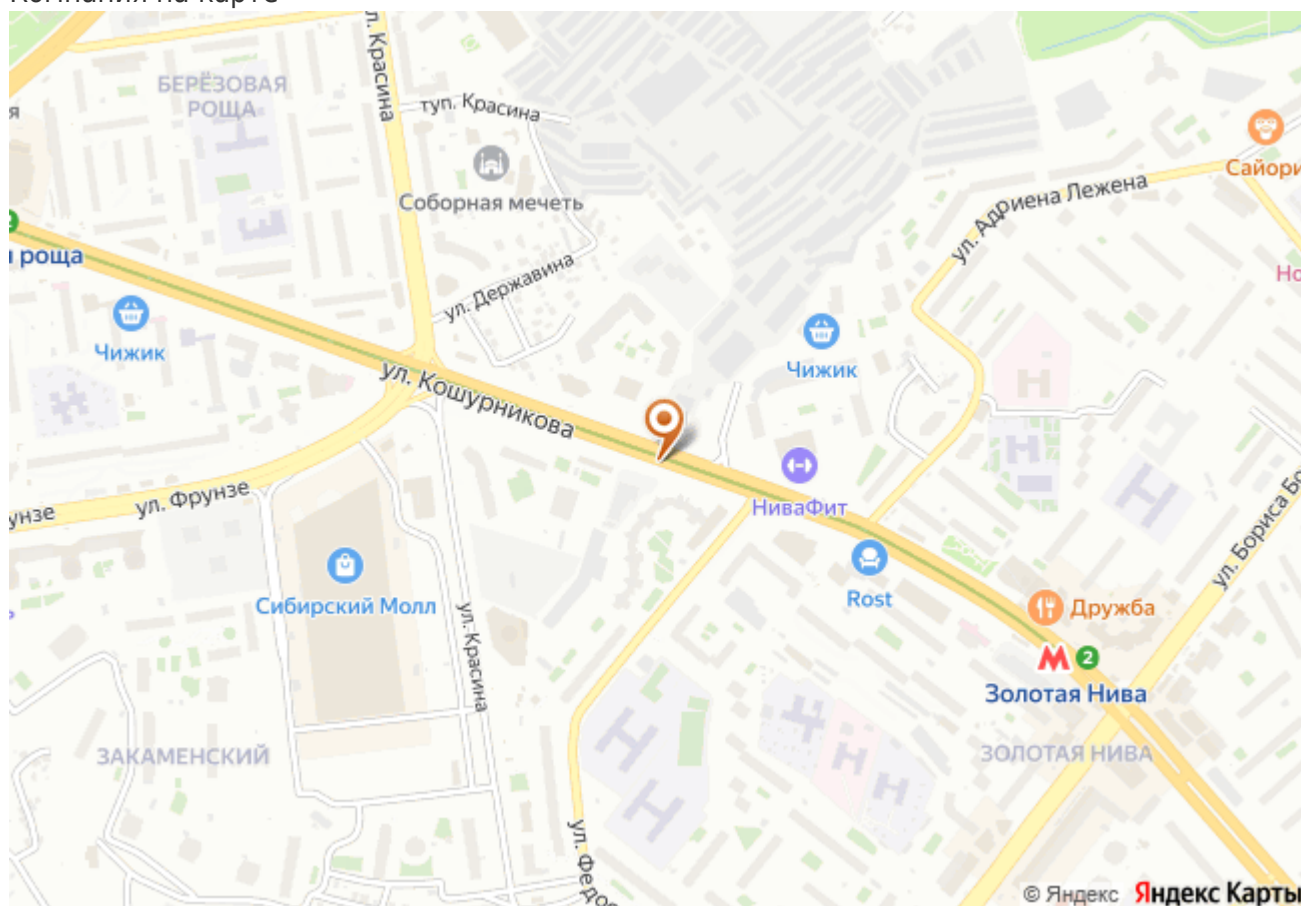 Компания на карте
ул. Красина
БЕРЁЗОВАЯ
РОЩА
туп. Красина
я
Соборная мечеть
Сайори
ул. Адриена Лежена
роща
ул. Державина
Но
Чижик
Чижик
ул. Кошурникова
ул. Фрунзе
унзе
НиваФит
ул. Бориса Бо
Сибирский Молл
Rost
Дружба
ул. Красина
2
Золотая Нива
ЗАКАМЕНСКИЙ
ЗОЛОТАЯ НИВА
ул. Федо
© Яндекс Яндекс Карты